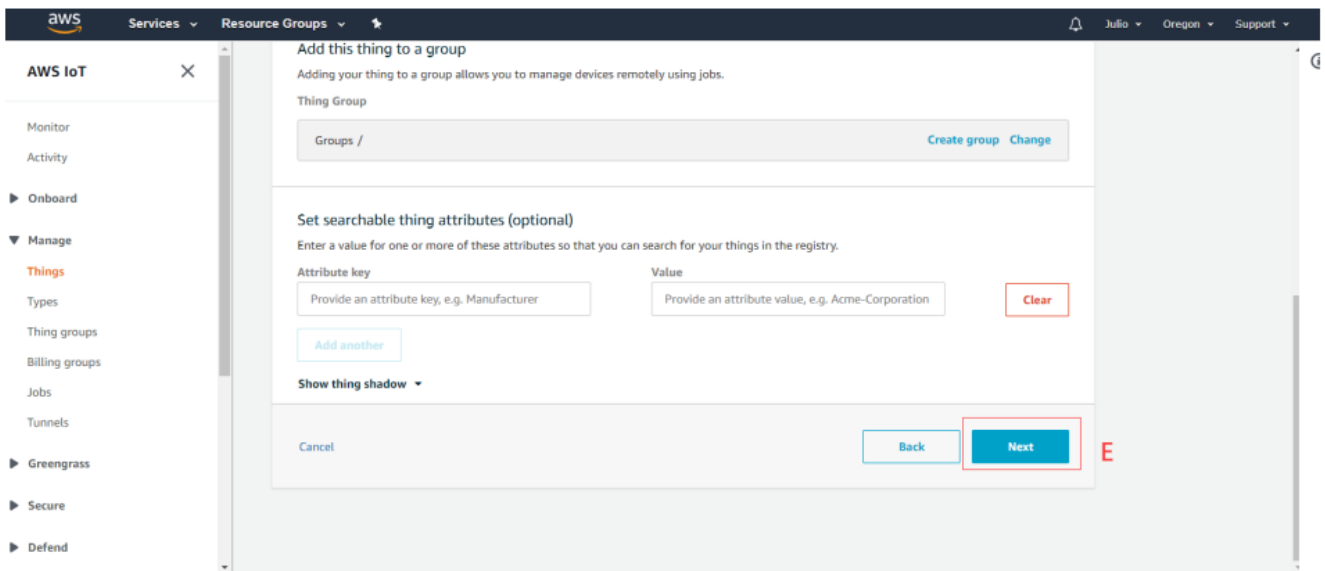 aws Services Resource Groups Julio Oregon Support
AWS IoT
Monitor
Activity
Onboard
Manage
Things
Types
Thing groups
Billing groups
Jobs
Tunnels
Greengrass
Secure
Defend
Add this thing to a group
Adding your thing to a group allows you to manage devices remotely using jobs.
Thing Group
Groups / Create group Change
Set searchable thing attributes (optional)
Enter a value for one or more of these attributes so that you can search for your things in the registry.
Attribute key Value
Provide an attribute key, e.g. Manufacturer Provide an attribute value, e.g. Acme-Corporation Clear
Add another
Show thing shadow
Cancel Back Next E